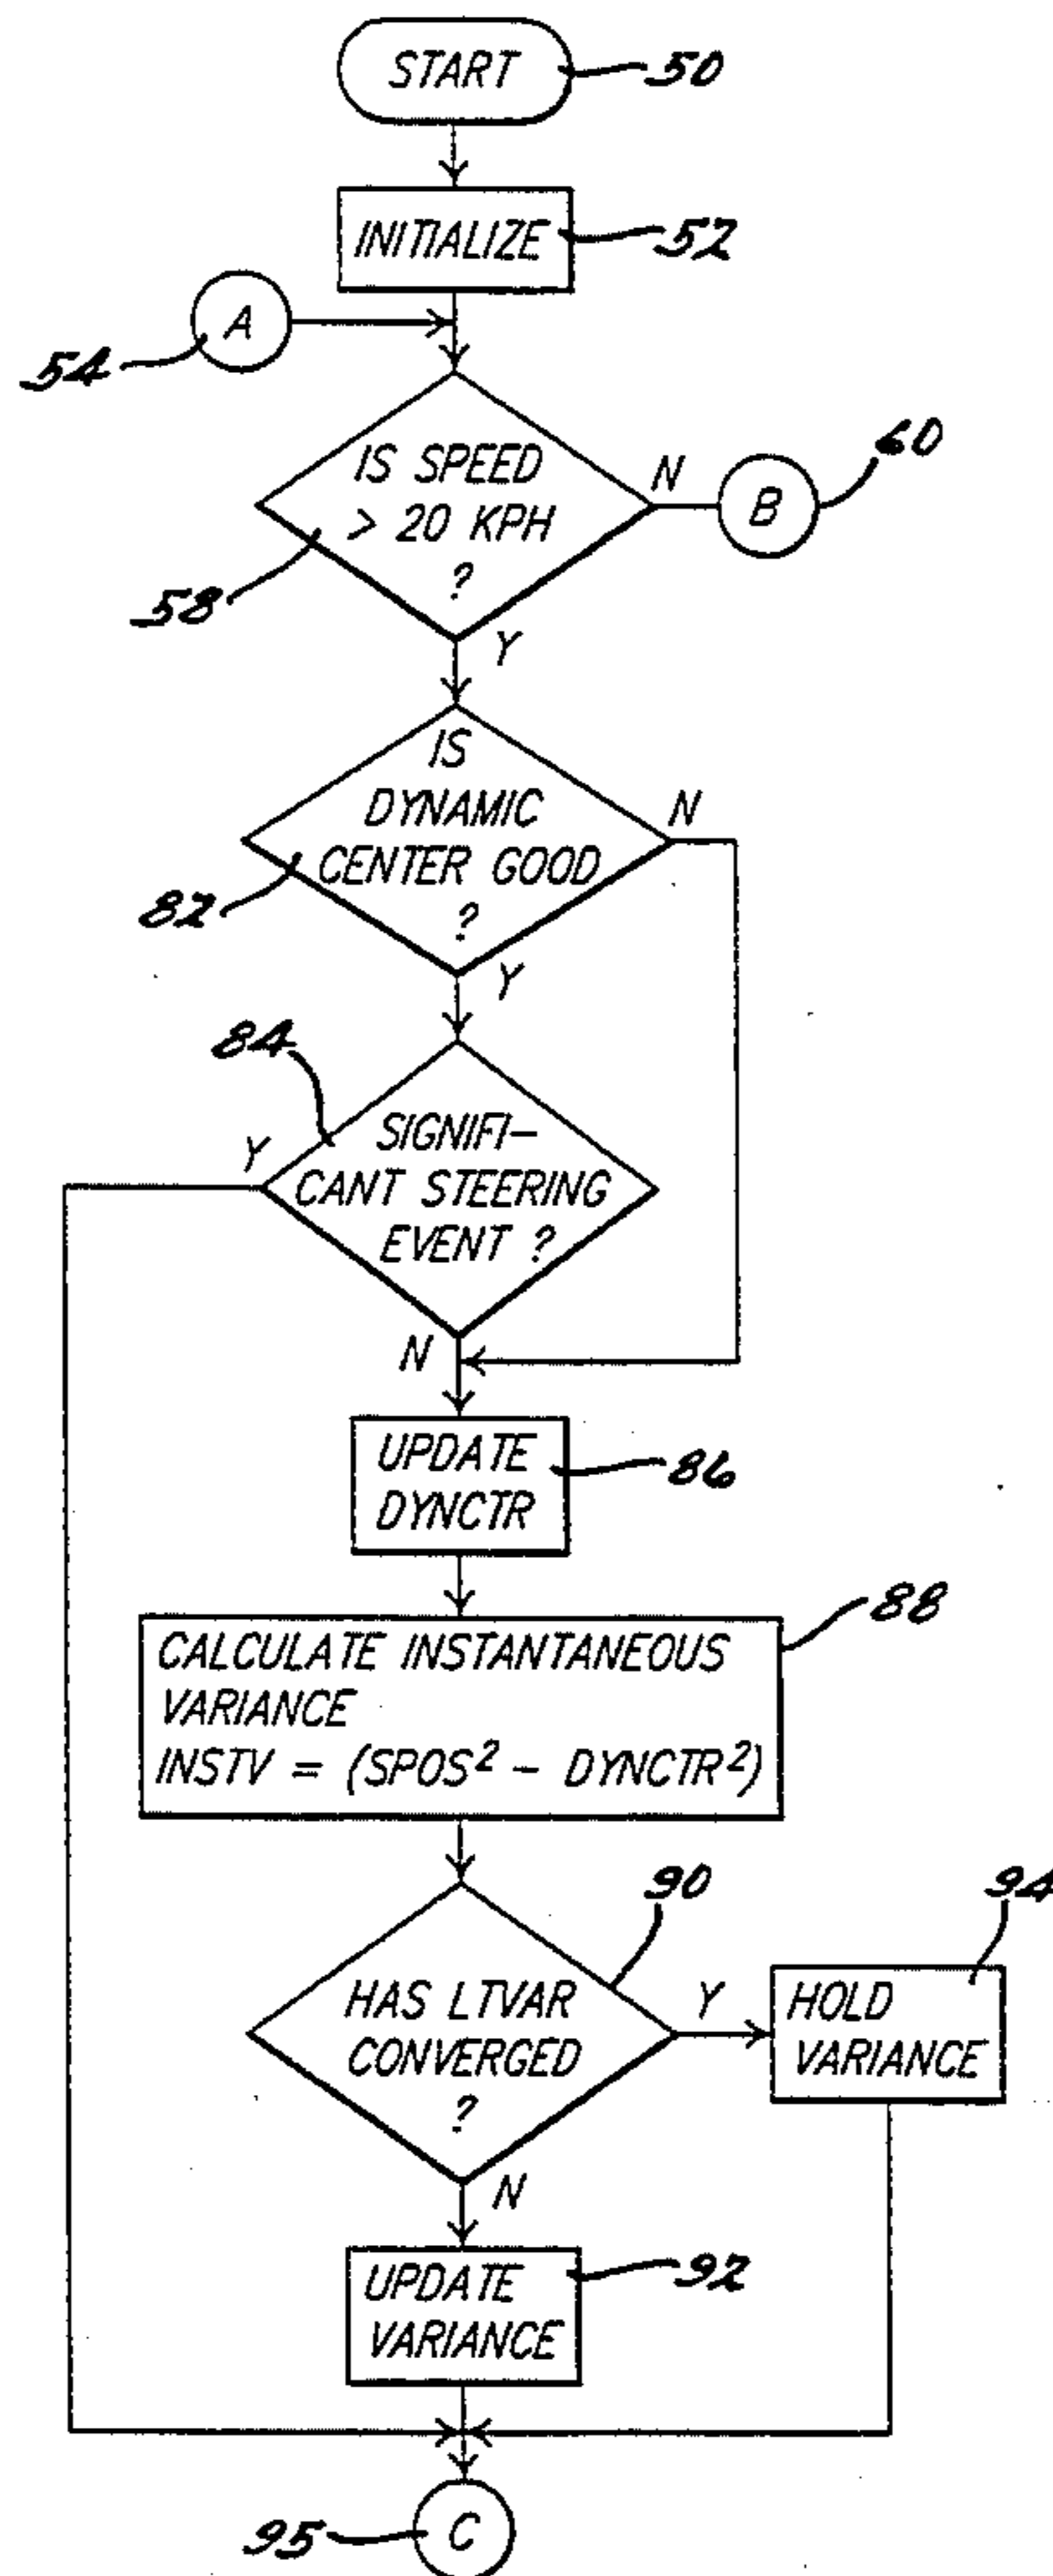 START
50
INITIALIZE
52
A
54
IS SPEED
> 20 KPH
?
N
B
60
58
Y
IS
DYNAMIC
CENTER GOOD
?
N
82
Y
84
Y
SIGNIFI-
CANT STEERING
EVENT ?
N
UPDATE
DYNCTR
86
88
CALCULATE INSTANTANEOUS
VARIANCE
INSTV = (SPOS² - DYNCTR²)
90
94
HAS LTVAR
CONVERGED
?
Y
HOLD
VARIANCE
N
UPDATE
VARIANCE
92
95
C